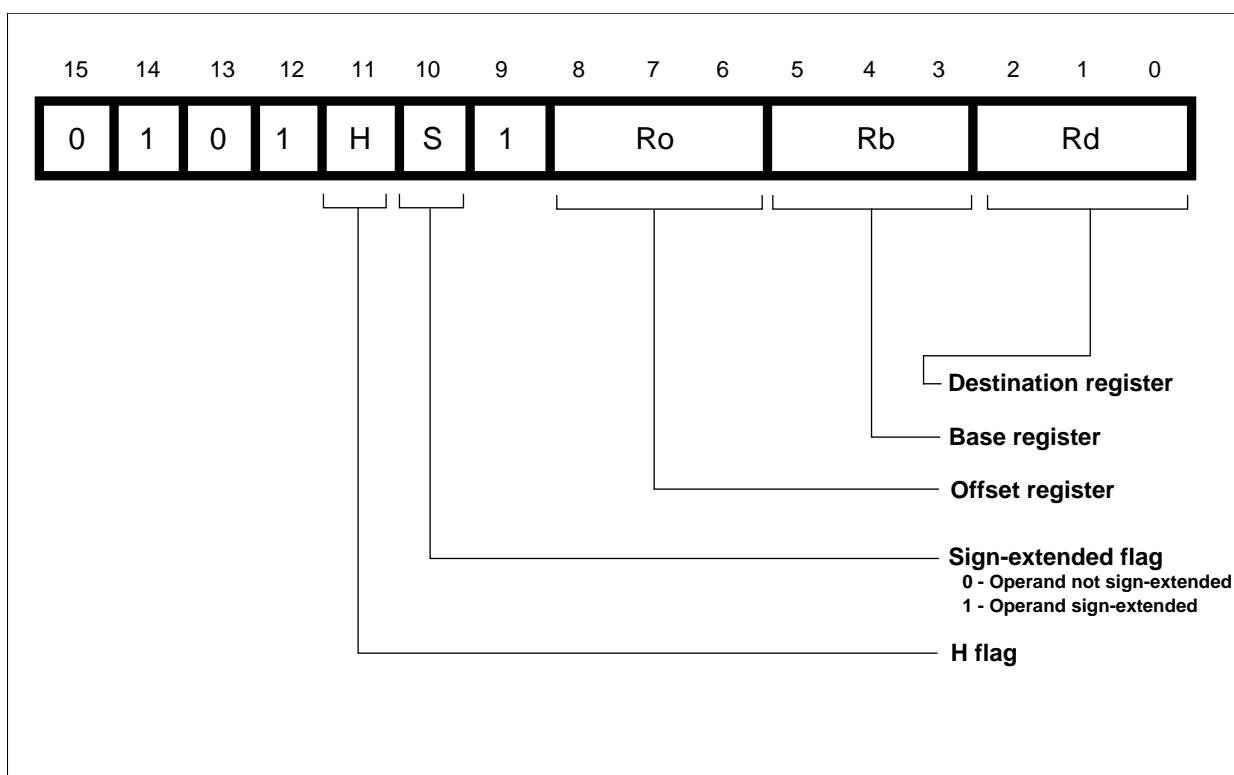 15 14 13 12 11 10 9 8 7 6 5 4 3 2 1 0
0 1 0 1 H S 1 Ro Rb Rd
Destination register
Base register
Offset register
Sign-extended flag
0 - Operand not sign-extended
1 - Operand sign-extended
H flag